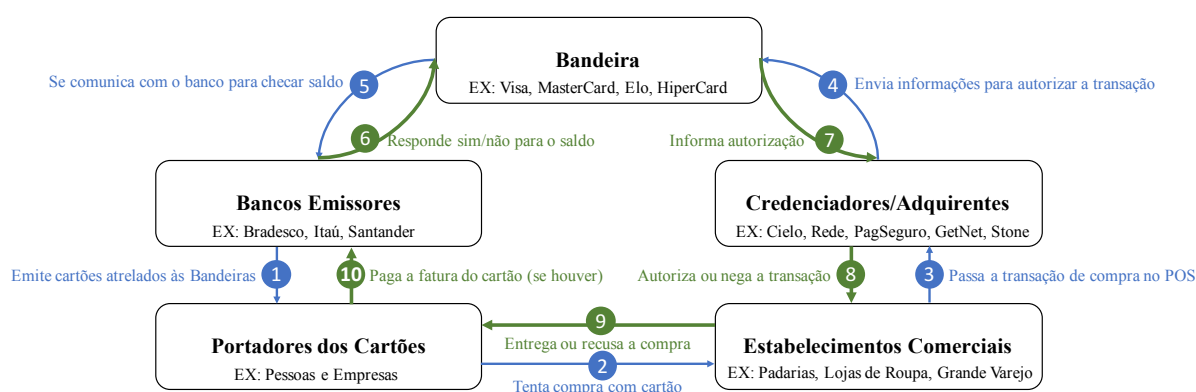 Bandeira
EX: Visa, MasterCard, Elo, HiperCard
Se comunica com o banco para checar saldo
5
4
Envia informações para autorizar a transação
6
Responde sim/não para o saldo
Informa autorização
7
Bancos Emissores
EX: Bradesco, Itaú, Santander
Credenciadores/Adquirentes
EX: Cielo, Rede, PagSeguro, GetNet, Stone
Emite cartões atrelados às Bandeiras
1
10
Paga a fatura do cartão (se houver)
Autoriza ou nega a transação
8
3
Passa a transação de compra no POS
9
Entrega ou recusa a compra
Portadores dos Cartões
EX: Pessoas e Empresas
2
Tenta compra com cartão
Estabelecimentos Comerciais
EX: Padarias, Lojas de Roupa, Grande Varejo